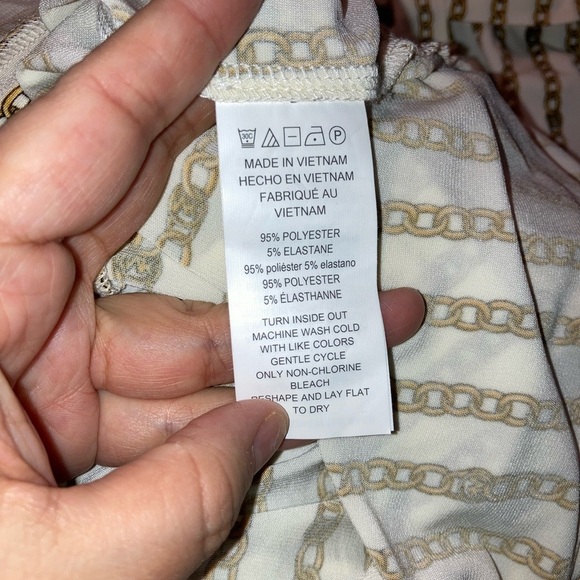 30C P
MADE IN VIETNAM
HECHO EN VIETNAM
FABRIQUÉ AU
VIETNAM
95% POLYESTER
5% ELASTANE
95% poliéster 5% elastano
95% POLYESTER
5% ÉLASTHANNE
TURN INSIDE OUT
MACHINE WASH COLD
WITH LIKE COLORS
GENTLE CYCLE
ONLY NON-CHLORINE
BLEACH
RESHAPE AND LAY FLAT
TO DRY